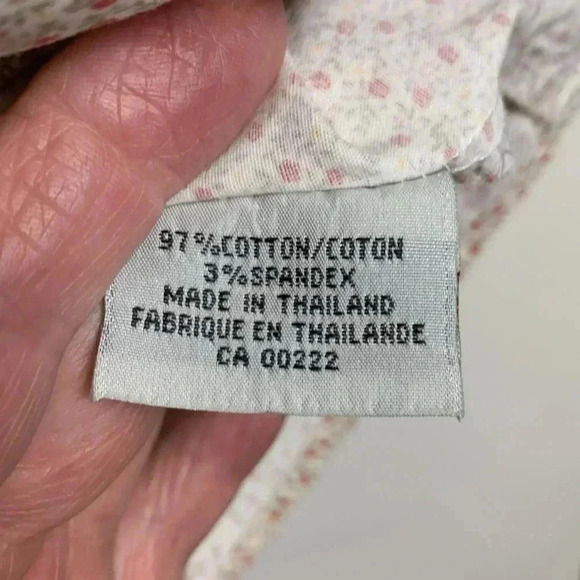 97%COTTON/COTON
3%SPANDEX
MADE IN THAILAND
FABRIQUE EN THAILANDE
CA 00222